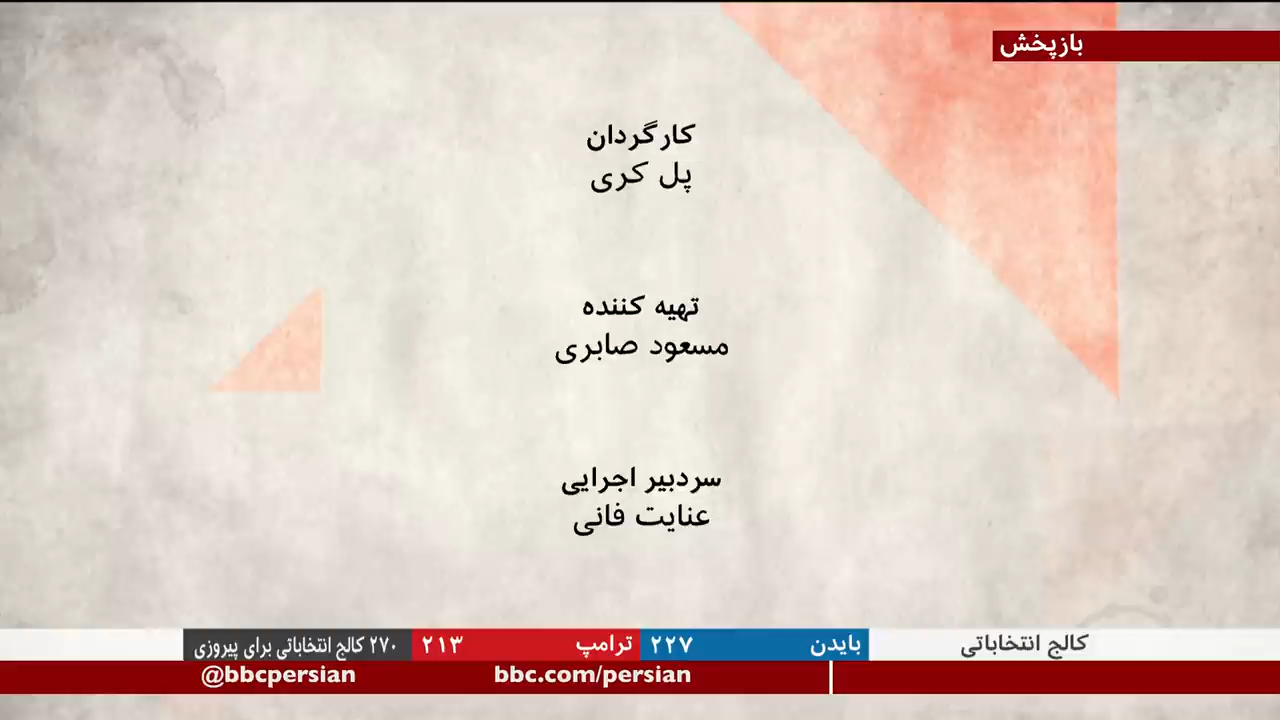 بازپخش
کارگردان
پل کری
تهیه کننده
مسعود صابری
سردبیر اجرایی
عنایت فانی
کالج انتخاباتی بایدن ۲۲۷ ترامپ ۲۱۳ ۲۷۰ کالج انتخاباتی برای پیروزی
@bbcpersian bbc.com/persian